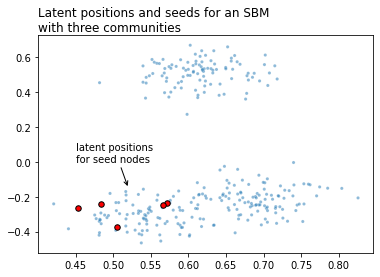 Latent positions and seeds for an SBM
with three communities
0.6
0.4
0.2
0.0
−0.2
−0.4
latent positions
for seed nodes
0.45 0.50 0.55 0.60 0.65 0.70 0.75 0.80